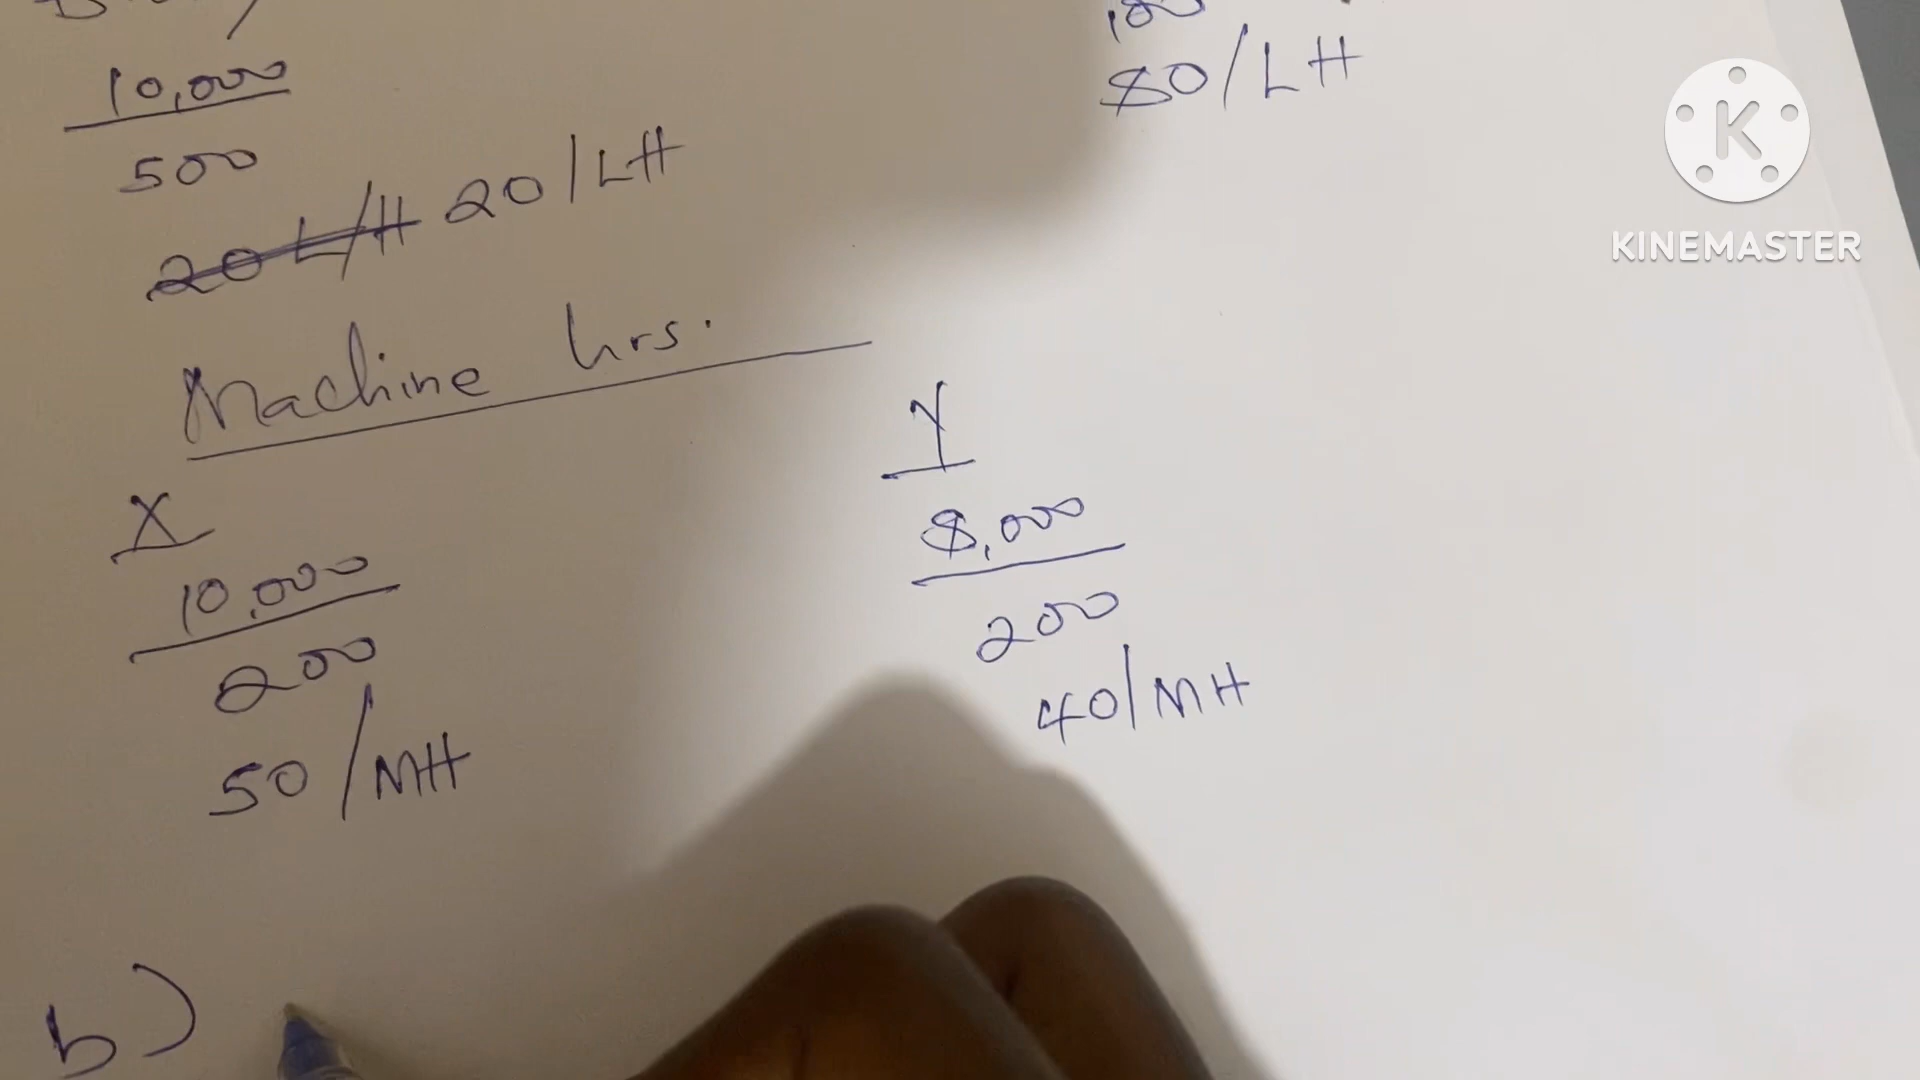 10,000
500
20 L/H 20/LH
100
80/LH
Machine hrs.
X
10,000
200
50/MH
Y
8,000
200
40/MH
b)
K
KINEMASTER